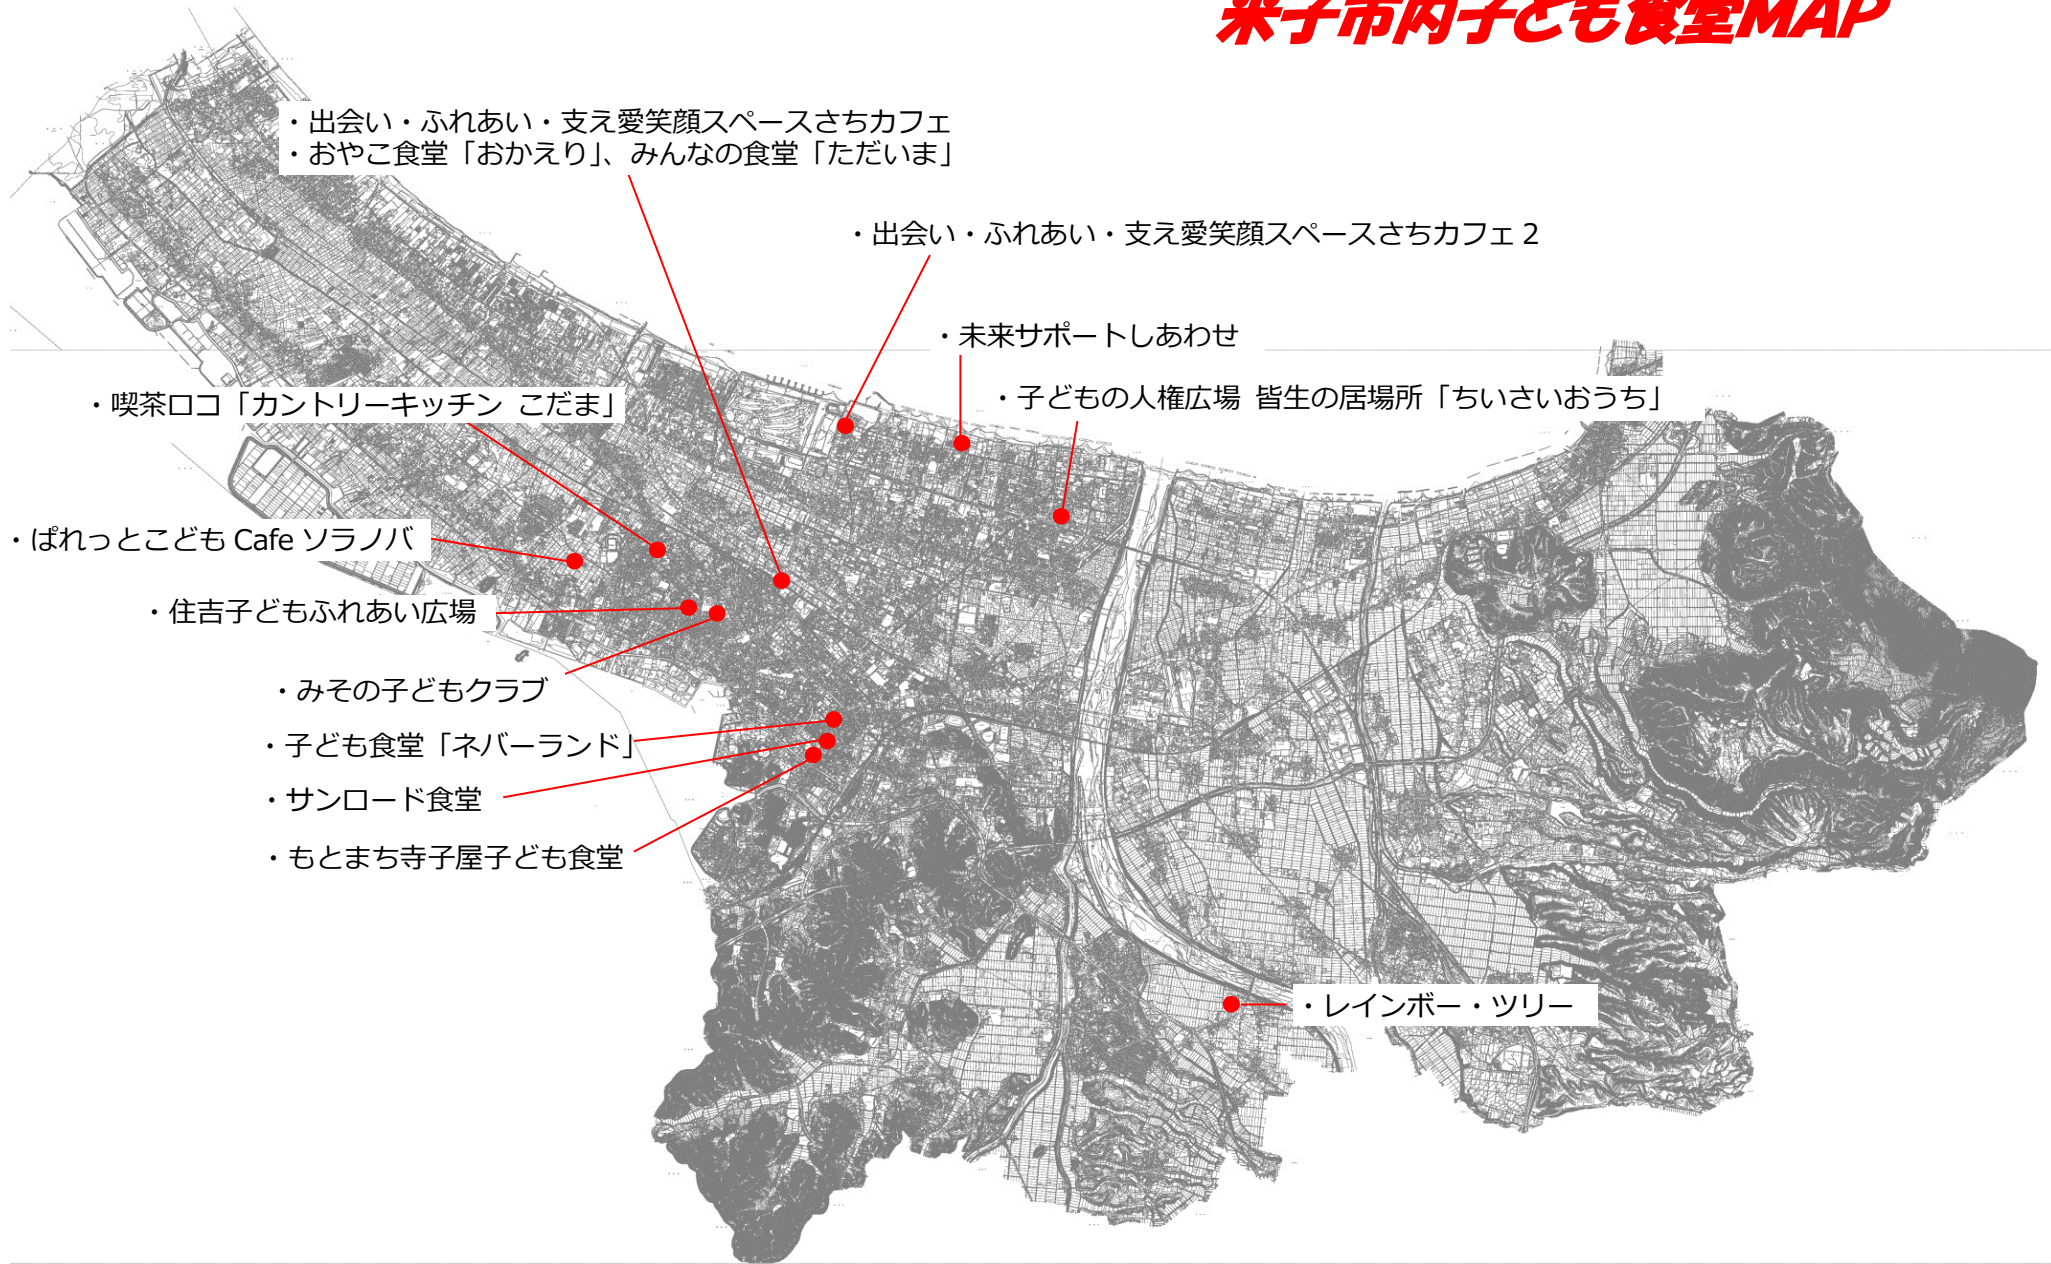 米子市内子ども食堂MAP
・出会い・ふれあい・支え愛笑顔スペースさちカフェ
・おやこ食堂「おかえり」、みんなの食堂「ただいま」
・出会い・ふれあい・支え愛笑顔スペースさちカフェ２
・未来サポートしあわせ
・子どもの人権広場 皆生の居場所「ちいさいおうち」
・喫茶ロコ「カントリーキッチン こだま」
・ぱれっとこども Cafe ソラノバ
・住吉子どもふれあい広場
・みその子どもクラブ
・子ども食堂「ネバーランド」
・サンロード食堂
・もとまち寺子屋子ども食堂
・レインボー・ツリー